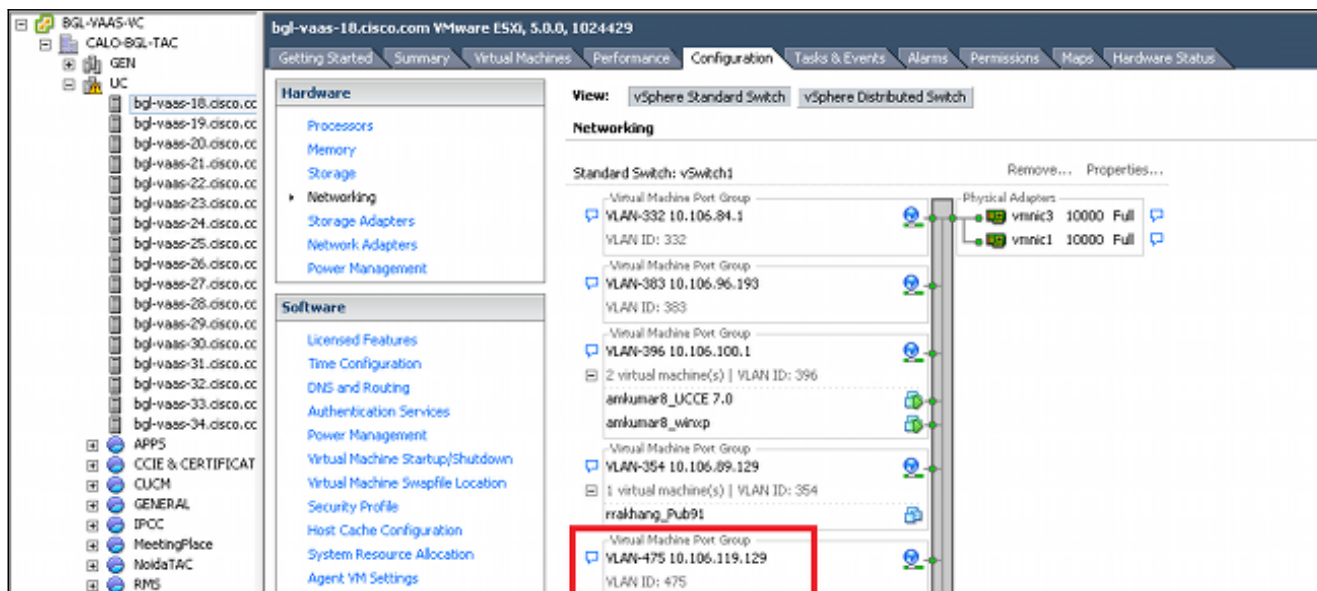 BGL-VAAS-VC
CALO-BGL-TAC
GEN
UC
bgl-vaas-18.cisco.cc
bgl-vaas-19.cisco.cc
bgl-vaas-20.cisco.cc
bgl-vaas-21.cisco.cc
bgl-vaas-22.cisco.cc
bgl-vaas-23.cisco.cc
bgl-vaas-24.cisco.cc
bgl-vaas-25.cisco.cc
bgl-vaas-26.cisco.cc
bgl-vaas-27.cisco.cc
bgl-vaas-28.cisco.cc
bgl-vaas-29.cisco.cc
bgl-vaas-30.cisco.cc
bgl-vaas-31.cisco.cc
bgl-vaas-32.cisco.cc
bgl-vaas-33.cisco.cc
bgl-vaas-34.cisco.cc
APPS
CCIE & CERTIFICAT
CUCM
GENERAL
IPCC
MeetingPlace
NoidaTAC
RMS
bgl-vaas-18.cisco.com VMware ESXi, 5.0.0, 1024429
Getting Started Summary Virtual Machines Performance Configuration Tasks & Events Alarms Permissions Maps Hardware Status
Hardware
Processors
Memory
Storage
Networking
Storage Adapters
Network Adapters
Power Management
Software
Licensed Features
Time Configuration
DNS and Routing
Authentication Services
Power Management
Virtual Machine Startup/Shutdown
Virtual Machine Swapfile Location
Security Profile
Host Cache Configuration
System Resource Allocation
Agent VM Settings
View: vSphere Standard Switch vSphere Distributed Switch
Networking
Standard Switch: vSwitch1 Remove... Properties...
Virtual Machine Port Group
VLAN-332 10.106.84.1
VLAN ID: 332
Physical Adapters
vmnic3 10000 Full
vmnic1 10000 Full
Virtual Machine Port Group
VLAN-383 10.106.96.193
VLAN ID: 383
Virtual Machine Port Group
VLAN-396 10.106.100.1
2 virtual machine(s) | VLAN ID: 396
amkumar8_UCCE 7.0
amkumar8_winxp
Virtual Machine Port Group
VLAN-354 10.106.89.129
1 virtual machine(s) | VLAN ID: 354
rrakhang_Pub91
Virtual Machine Port Group
VLAN-475 10.106.119.129
VLAN ID: 475